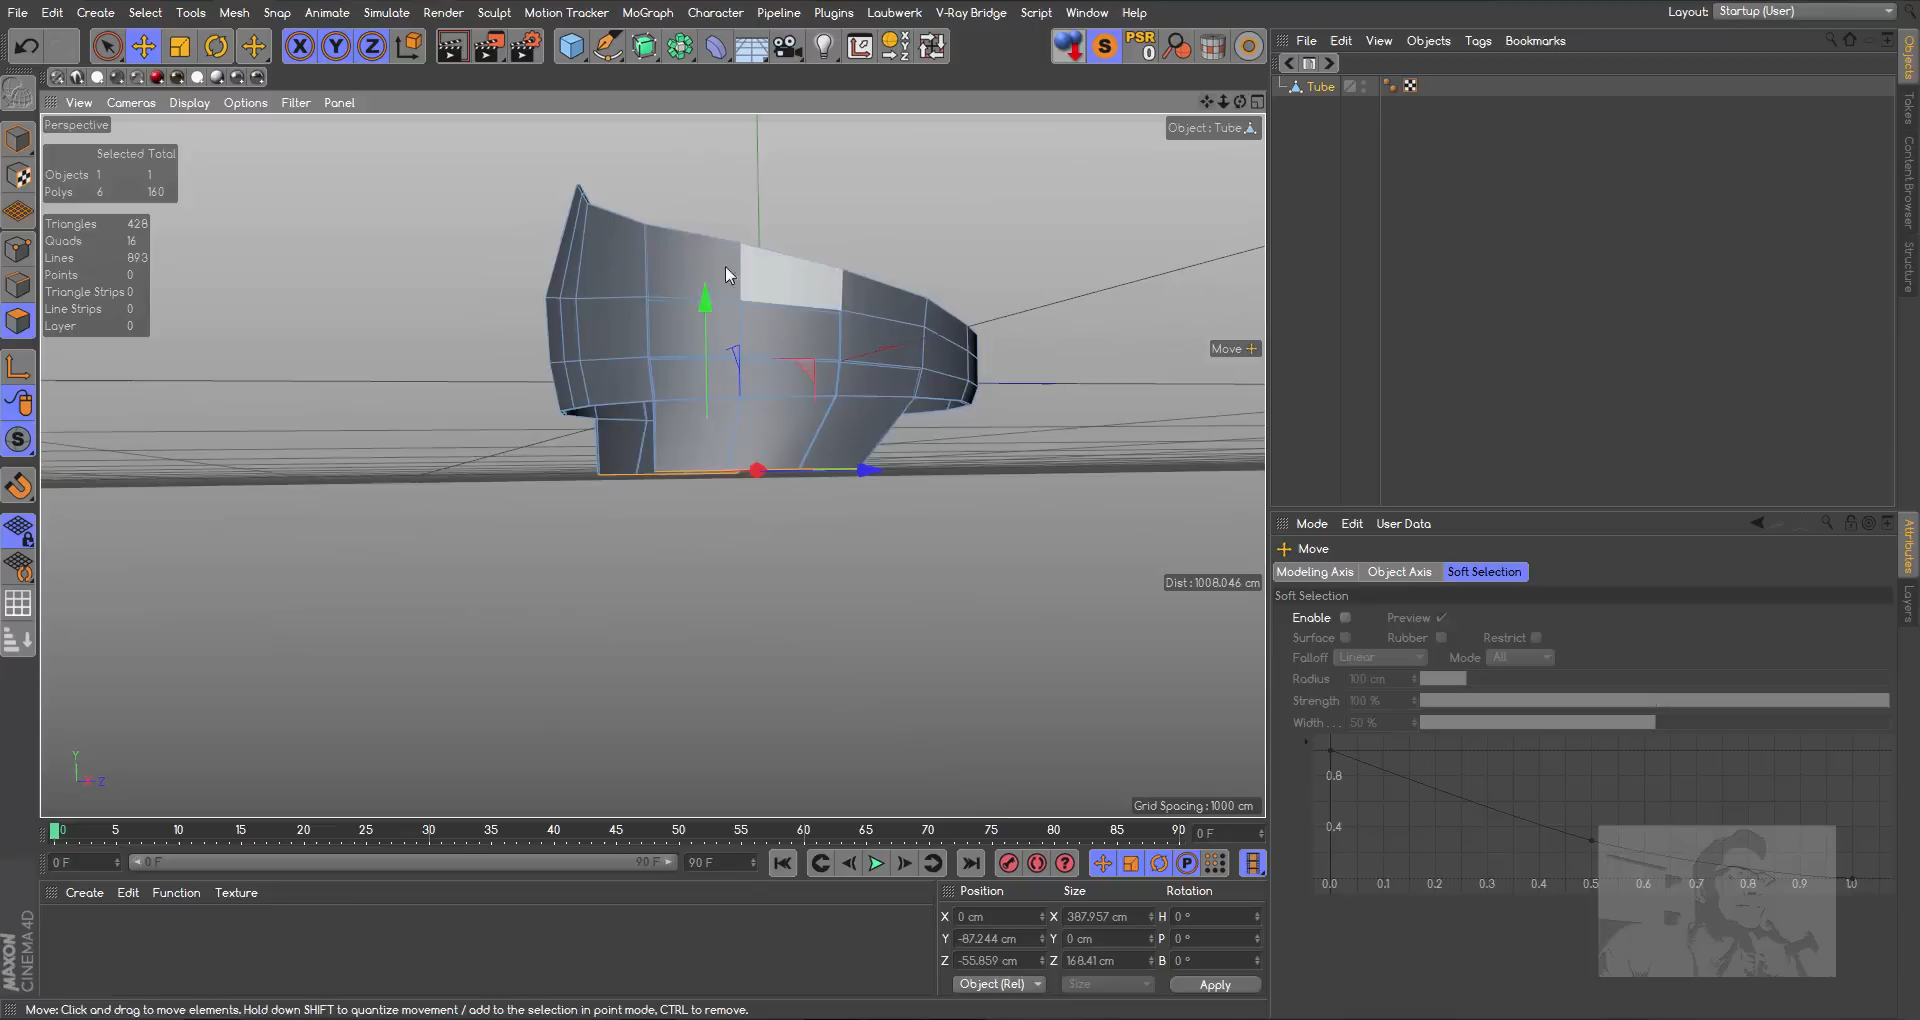 File Edit Create Select Tools Mesh Snap Animate Simulate Render Sculpt Motion Tracker MoGraph Character Pipeline Plugins Laubwerk V-Ray Bridge Script Window Help Layout: Startup (User)
PSR
0
X Y Z
X
Y
Z
S
File Edit View Objects Tags Bookmarks
Tube
View Cameras Display Options Filter Panel
Perspective
Object : Tube
Selected Total
Objects 1 1
Polys 6 160
Triangles 428
Quads 16
Lines 893
Points 0
Triangle Strips 0
Line Strips 0
Layer 0
Move
Dist : 1008.046 cm
Y
X Z
Grid Spacing : 1000 cm
Objects
Takes
Content Browser
Structure
Mode Edit User Data
Move
Modeling Axis Object Axis Soft Selection
Soft Selection
Enable Preview ✓
Surface Rubber Restrict
Falloff Linear Mode All
Radius 100 cm
Strength 100 %
Width . . . 50 %
0.8
0.4
0.0 0.1 0.2 0.3 0.4 0.5 0.6 0.7 0.8 0.9 1.0
Attributes
Layers
0 5 10 15 20 25 30 35 40 45 50 55 60 65 70 75 80 85 90 0 F
0 F 0 F 90 F 90 F
P
Create Edit Function Texture
Position Size Rotation
X 0 cm X 387.957 cm H 0 °
Y -87.244 cm Y 0 cm P 0 °
Z -55.859 cm Z 168.41 cm B 0 °
Object (Rel) Size Apply
MAXON
CINEMA 4D
Move: Click and drag to move elements. Hold down SHIFT to quantize movement / add to the selection in point mode, CTRL to remove.